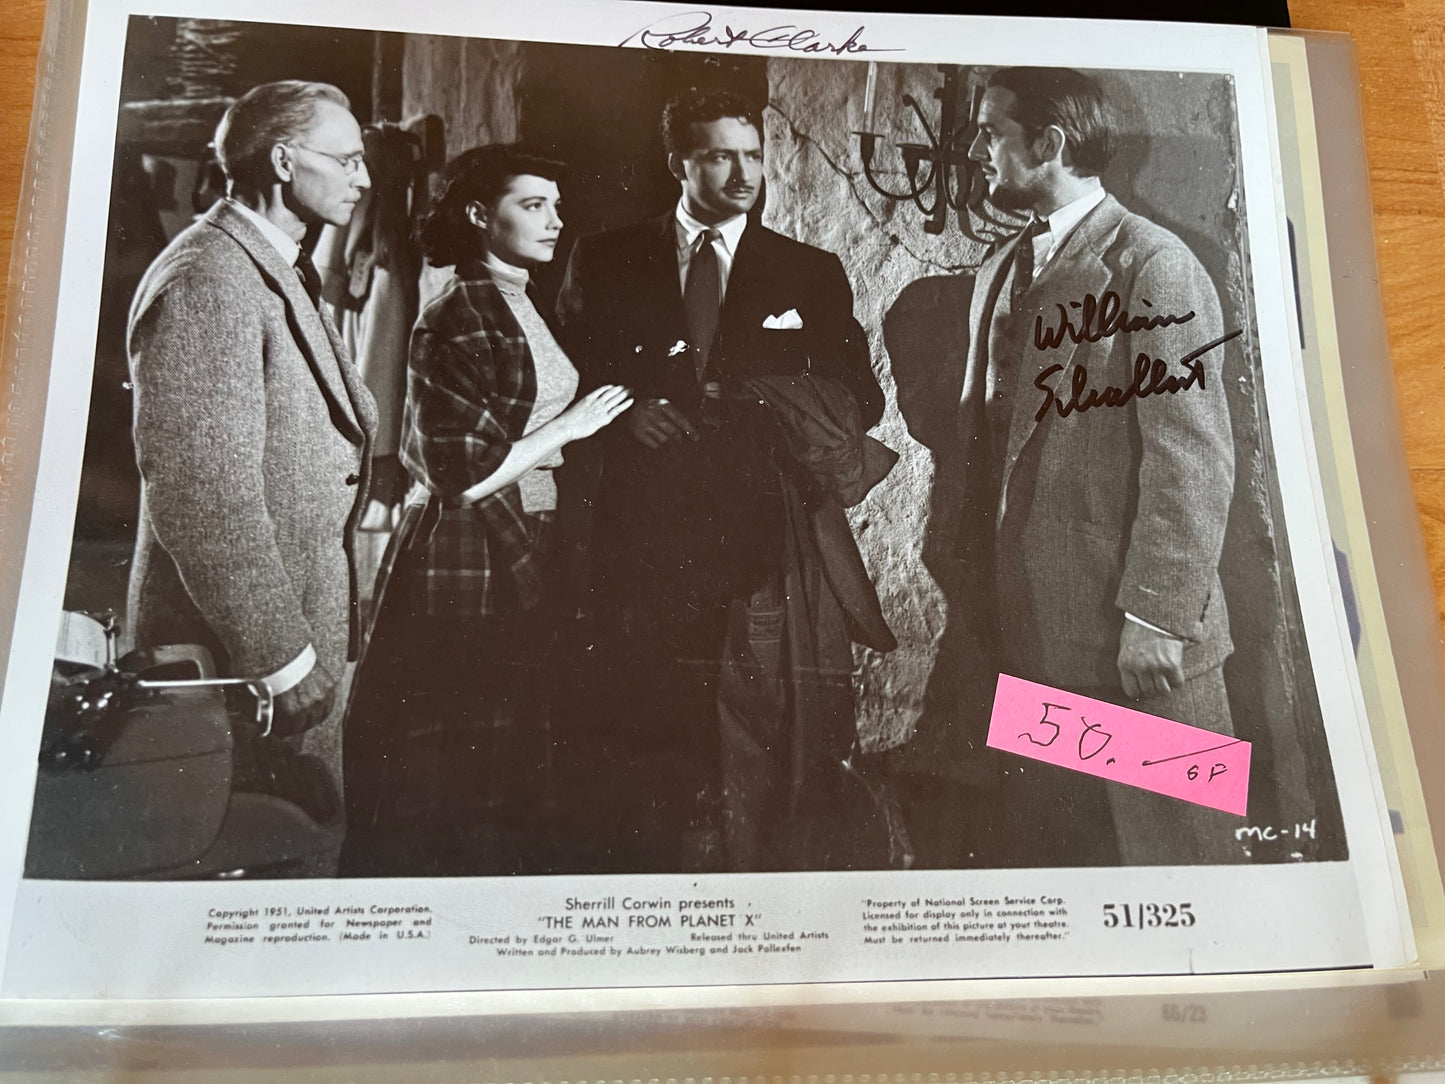 Robert Clarke
William
Schallert
50.—
GF
MC-14
Copyright 1951, United Artists Corporation.
Permission granted for Newspaper and
Magazine reproduction. (Made in U.S.A.)
Sherrill Corwin presents
"THE MAN FROM PLANET X"
Directed by Edgar G. Ulmer Released thru United Artists
Written and Produced by Aubrey Wisberg and Jack Pollexfen
"Property of National Screen Service Corp.
Licensed for display only in connection with
the exhibition of this picture at your theatre.
Must be returned immediately thereafter."
51/325
66/23